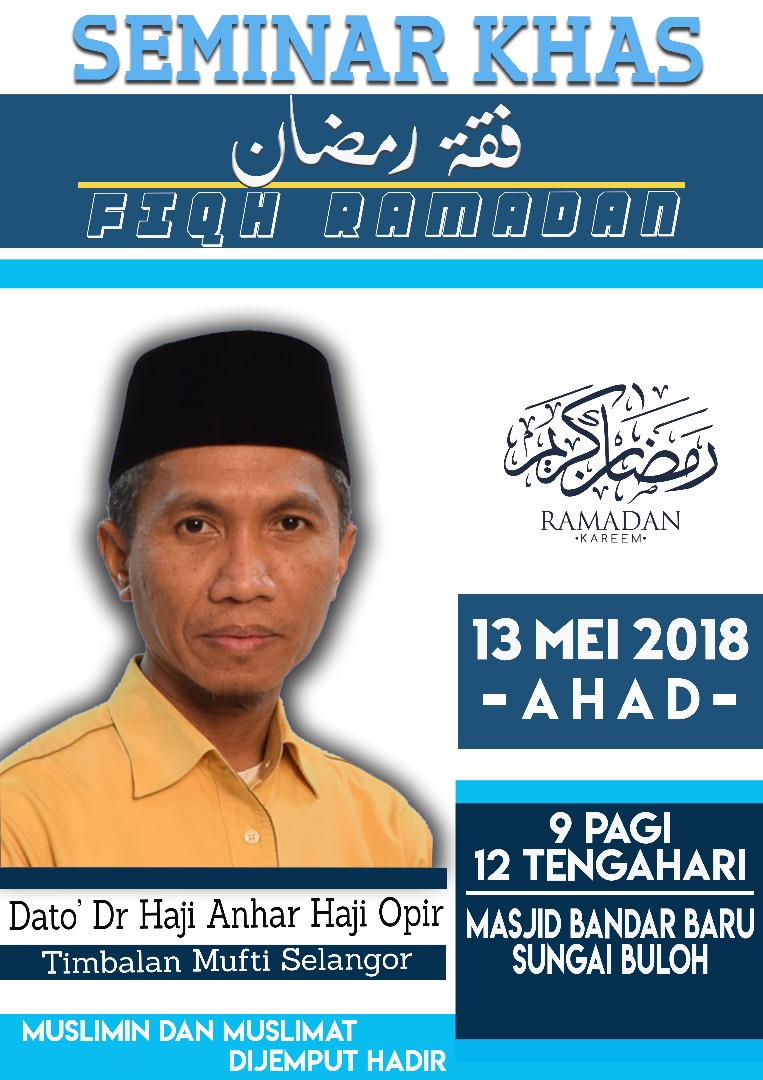 SEMINAR KHAS
فقة رمضان
FIQH RAMADAN
رمضان كريم
RAMADAN
•KAREEM•
13 MEI 2018
- AHAD -
9 PAGI
12 TENGAHARI
MASJID BANDAR BARU
SUNGAI BULOH
Dato' Dr Haji Anhar Haji Opir
Timbalan Mufti Selangor
MUSLIMIN DAN MUSLIMAT
DIJEMPUT HADIR